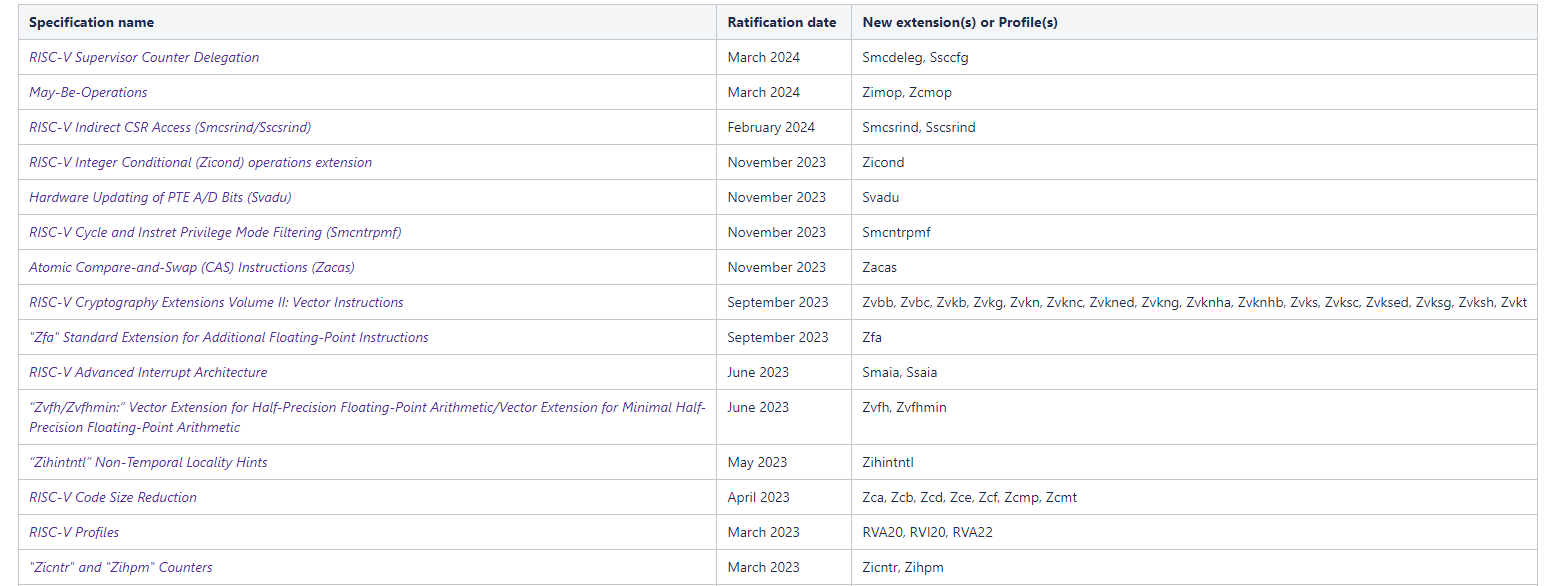 Specification name Ratification date New extension(s) or Profile(s)
RISC-V Supervisor Counter Delegation March 2024 Smcdeleg, Ssccfg
May-Be-Operations March 2024 Zimop, Zcmop
RISC-V Indirect CSR Access (Smcsrind/Sscsrind) February 2024 Smcsrind, Sscsrind
RISC-V Integer Conditional (Zicond) operations extension November 2023 Zicond
Hardware Updating of PTE A/D Bits (Svadu) November 2023 Svadu
RISC-V Cycle and Instret Privilege Mode Filtering (Smcntrpmf) November 2023 Smcntrpmf
Atomic Compare-and-Swap (CAS) Instructions (Zacas) November 2023 Zacas
RISC-V Cryptography Extensions Volume II: Vector Instructions September 2023 Zvbb, Zvbc, Zvkb, Zvkg, Zvkn, Zvknc, Zvkned, Zvkng, Zvknha, Zvknhb, Zvks, Zvksc, Zvksed, Zvksg, Zvksh, Zvkt
"Zfa" Standard Extension for Additional Floating-Point Instructions September 2023 Zfa
RISC-V Advanced Interrupt Architecture June 2023 Smaia, Ssaia
“Zvfh/Zvfhmin:” Vector Extension for Half-Precision Floating-Point Arithmetic/Vector Extension for Minimal Half- June 2023 Zvfh, Zvfhmin
Precision Floating-Point Arithmetic
“Zihintntl” Non-Temporal Locality Hints May 2023 Zihintntl
RISC-V Code Size Reduction April 2023 Zca, Zcb, Zcd, Zce, Zcf, Zcmp, Zcmt
RISC-V Profiles March 2023 RVA20, RVI20, RVA22
"Zicntr" and "Zihpm" Counters March 2023 Zicntr, Zihpm